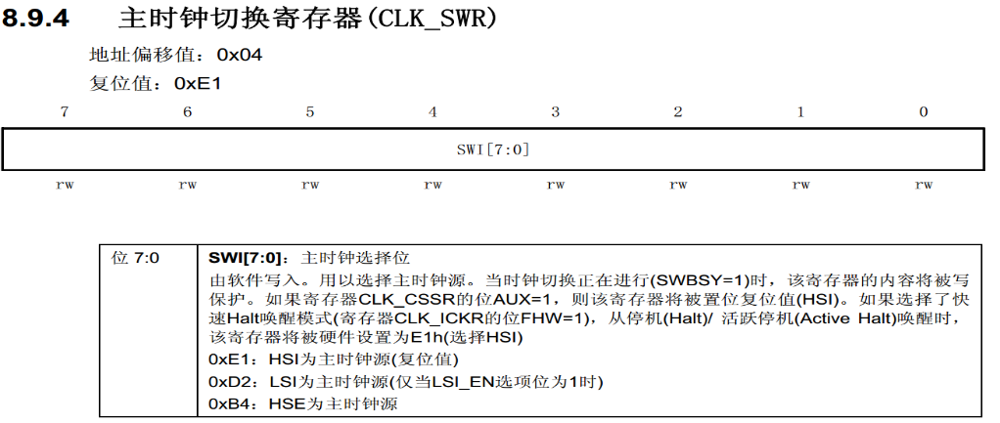 8.9.4 主时钟切换寄存器(CLK_SWR)
地址偏移值：0x04
复位值：0xE1
7 6 5 4 3 2 1 0
SWI[7:0]
rw rw rw rw rw rw rw rw
位 7:0 SWI[7:0]：主时钟选择位
由软件写入。用以选择主时钟源。当时钟切换正在进行(SWBSY=1)时，该寄存器的内容将被写
保护。如果寄存器CLK_CSSR的位AUX=1，则该寄存器将被置位复位值(HSI)。如果选择了快
速Halt唤醒模式(寄存器CLK_ICKR的位FHW=1)，从停机(Halt)/ 活跃停机(Active Halt)唤醒时，
该寄存器将被硬件设置为E1h(选择HSI)
0xE1：HSI为主时钟源(复位值)
0xD2：LSI为主时钟源(仅当LSI_EN选项位为1时)
0xB4：HSE为主时钟源